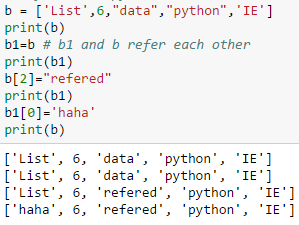 b = ['List',6,"data","python",'IE']
print(b)
b1=b # b1 and b refer each other
print(b1)
b[2]="refered"
print(b1)
b1[0]='haha'
print(b)
['List', 6, 'data', 'python', 'IE']
['List', 6, 'data', 'python', 'IE']
['List', 6, 'refered', 'python', 'IE']
['haha', 6, 'refered', 'python', 'IE']